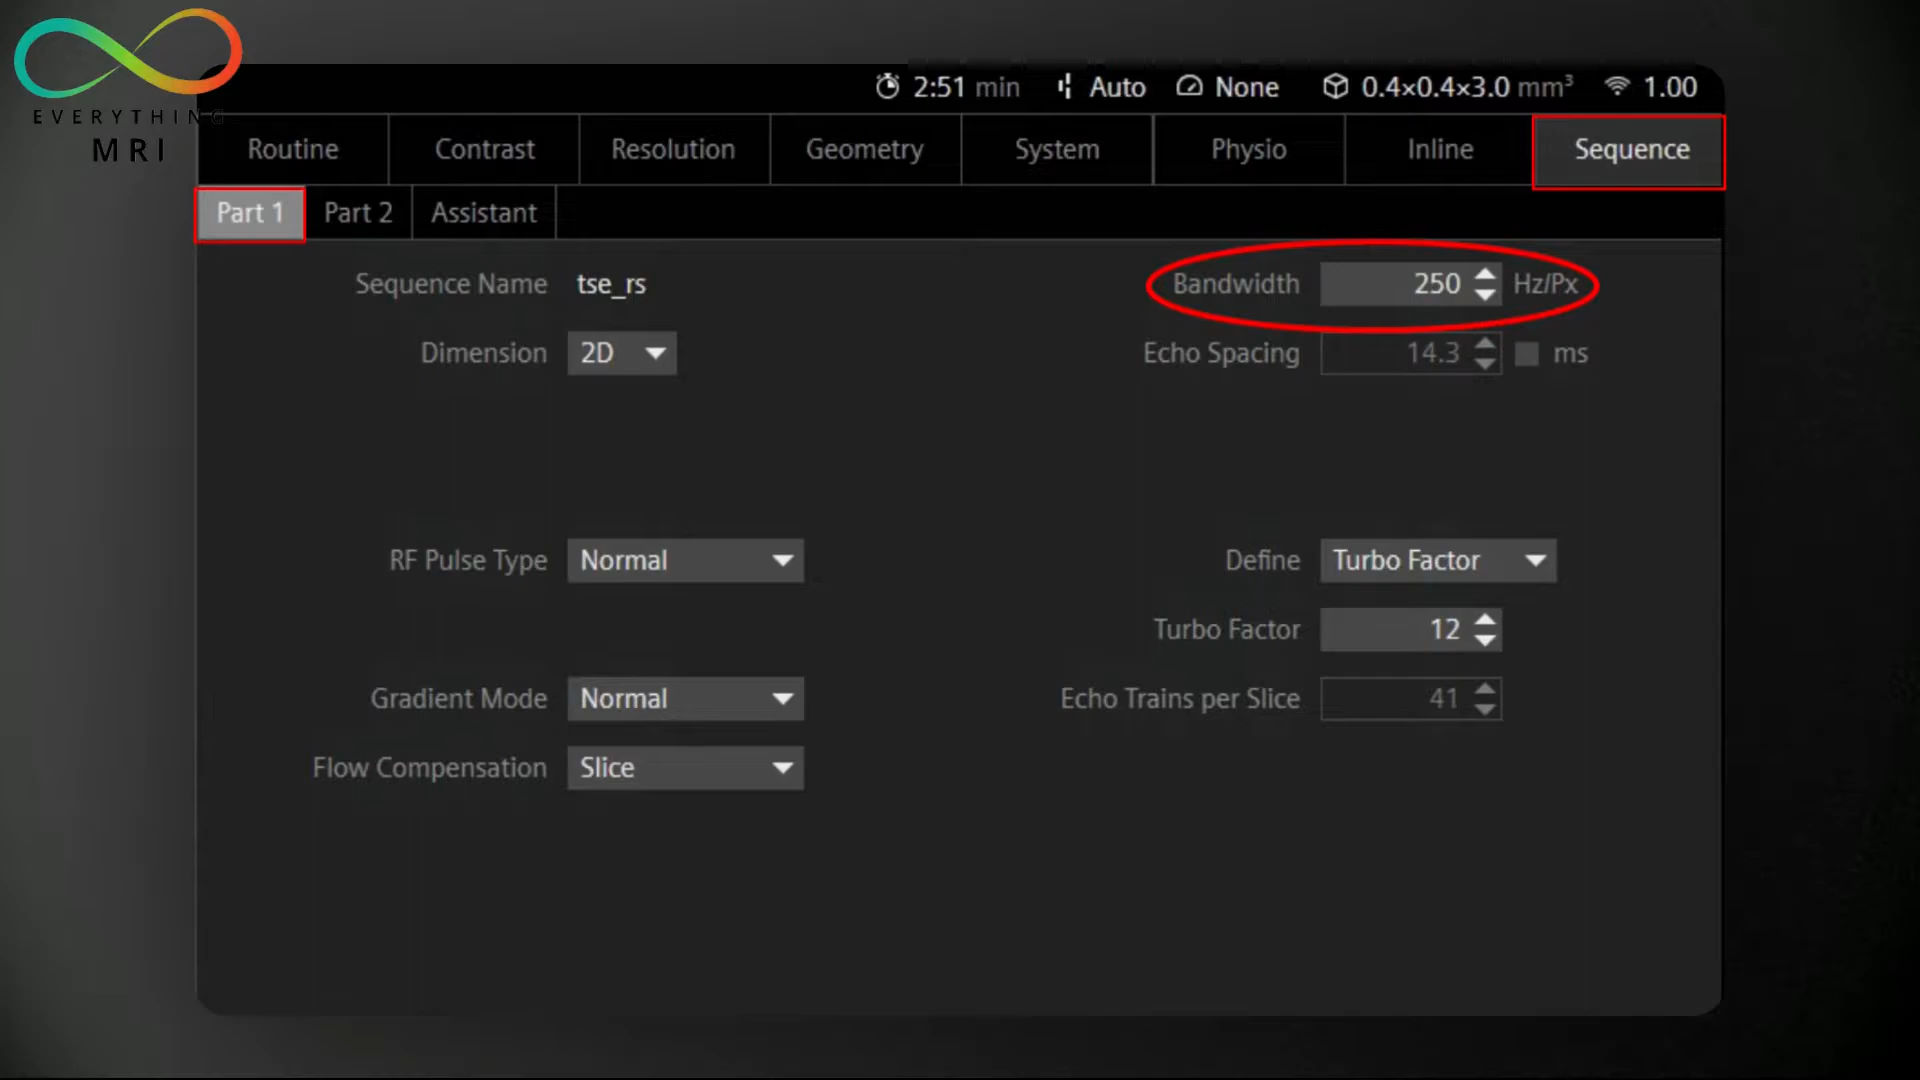 EVERYTHING
MRI
2:51 min Auto None 0.4×0.4×3.0 mm³ 1.00
Routine Contrast Resolution Geometry System Physio Inline Sequence
Part 1 Part 2 Assistant
Sequence Name tse_rs Bandwidth 250 Hz/Px
Dimension 2D Echo Spacing 14.3 ms
RF Pulse Type Normal Define Turbo Factor
Turbo Factor 12
Gradient Mode Normal Echo Trains per Slice 41
Flow Compensation Slice